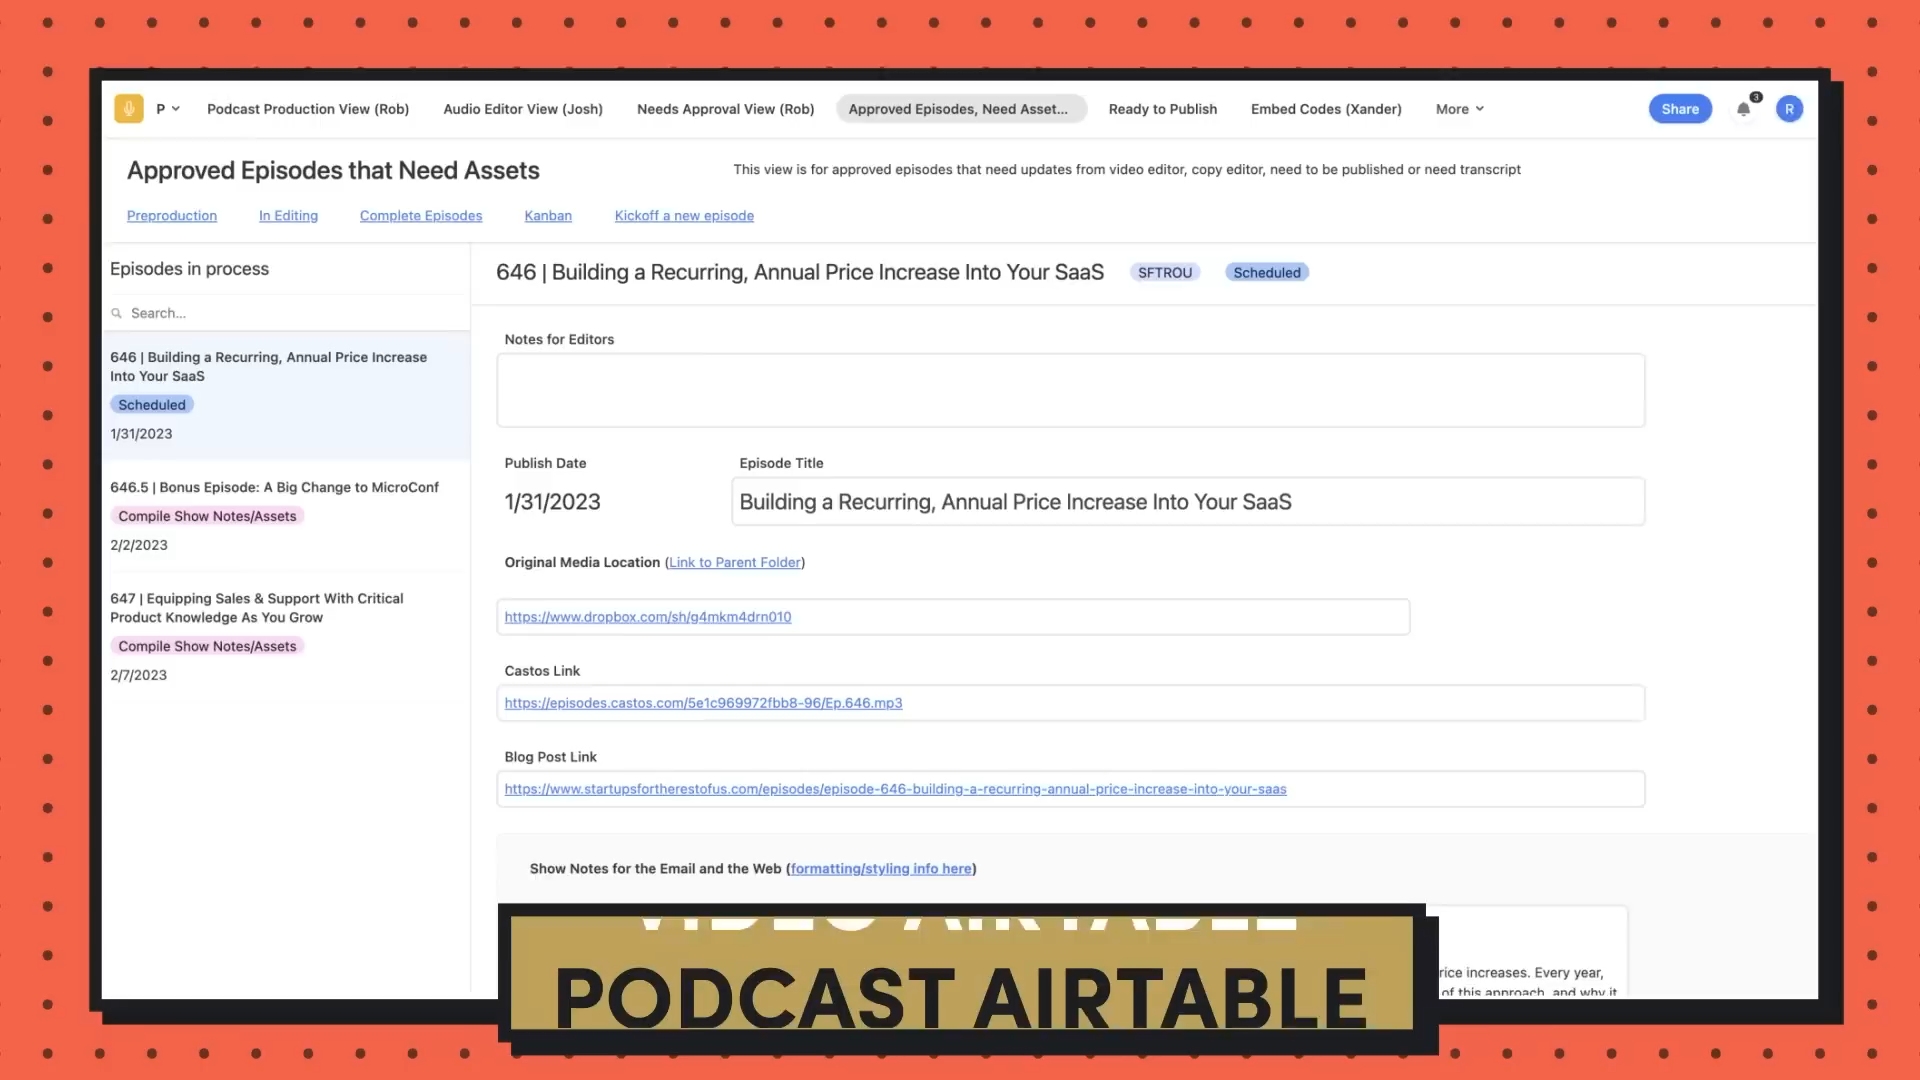 P
Podcast Production View (Rob)
Audio Editor View (Josh)
Needs Approval View (Rob)
Approved Episodes, Need Asset...
Ready to Publish
Embed Codes (Xander)
More
Share
3
R
Approved Episodes that Need Assets
This view is for approved episodes that need updates from video editor, copy editor, need to be published or need transcript
Preproduction
In Editing
Complete Episodes
Kanban
Kickoff a new episode
Episodes in process
Search...
646 | Building a Recurring, Annual Price Increase
Into Your SaaS
Scheduled
1/31/2023
646.5 | Bonus Episode: A Big Change to MicroConf
Compile Show Notes/Assets
2/2/2023
647 | Equipping Sales & Support With Critical
Product Knowledge As You Grow
Compile Show Notes/Assets
2/7/2023
646 | Building a Recurring, Annual Price Increase Into Your SaaS
SFTROU
Scheduled
Notes for Editors
Publish Date
1/31/2023
Episode Title
Building a Recurring, Annual Price Increase Into Your SaaS
Original Media Location (Link to Parent Folder)
https://www.dropbox.com/sh/g4mkm4drn010
Castos Link
https://episodes.castos.com/5e1c969972fbb8-96/Ep.646.mp3
Blog Post Link
https://www.startupsfortherestofus.com/episodes/episode-646-building-a-recurring-annual-price-increase-into-your-saas
Show Notes for the Email and the Web (formatting/styling info here)
rice increases. Every year,
of this approach, and why it
VIDEO AIRTABLE
PODCAST AIRTABLE